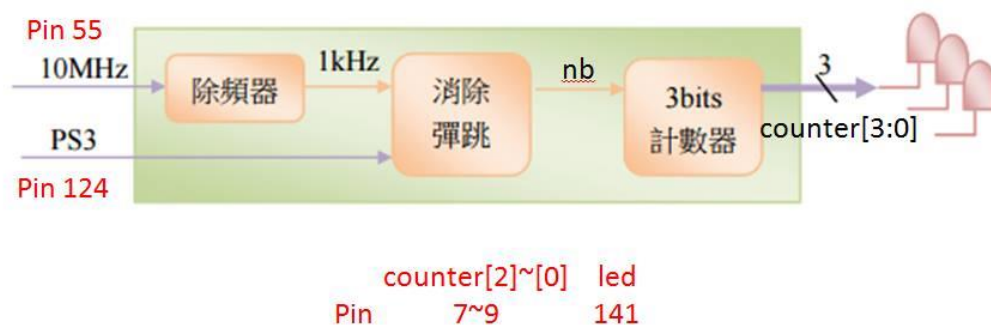 Pin 55
10MHz
除頻器
1kHz
消除
彈跳
nb
3bits
計數器
3
counter[3:0]
PS3
Pin 124
counter[2]~[0] led
Pin 7~9 141